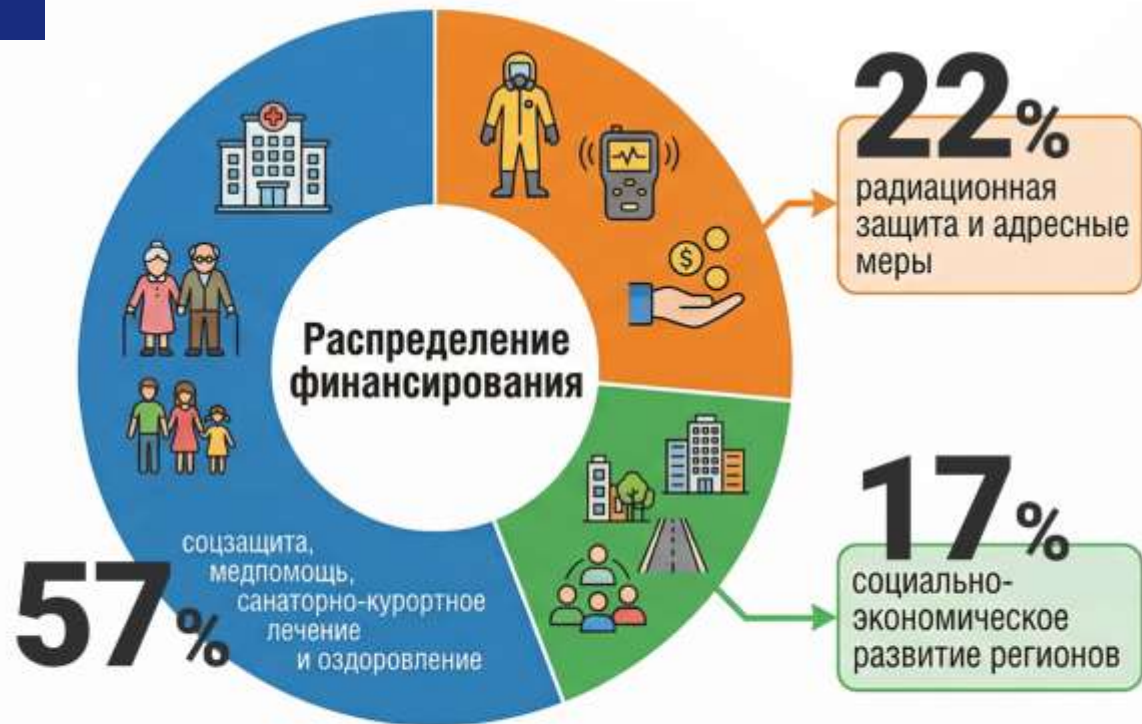 Распределение
финансирования
22%
радиационная
защита и адресные
меры
17%
социально-
экономическое
развитие регионов
57%
соцзащита,
медпомощь,
санаторно-курортное
лечение
и оздоровление
$